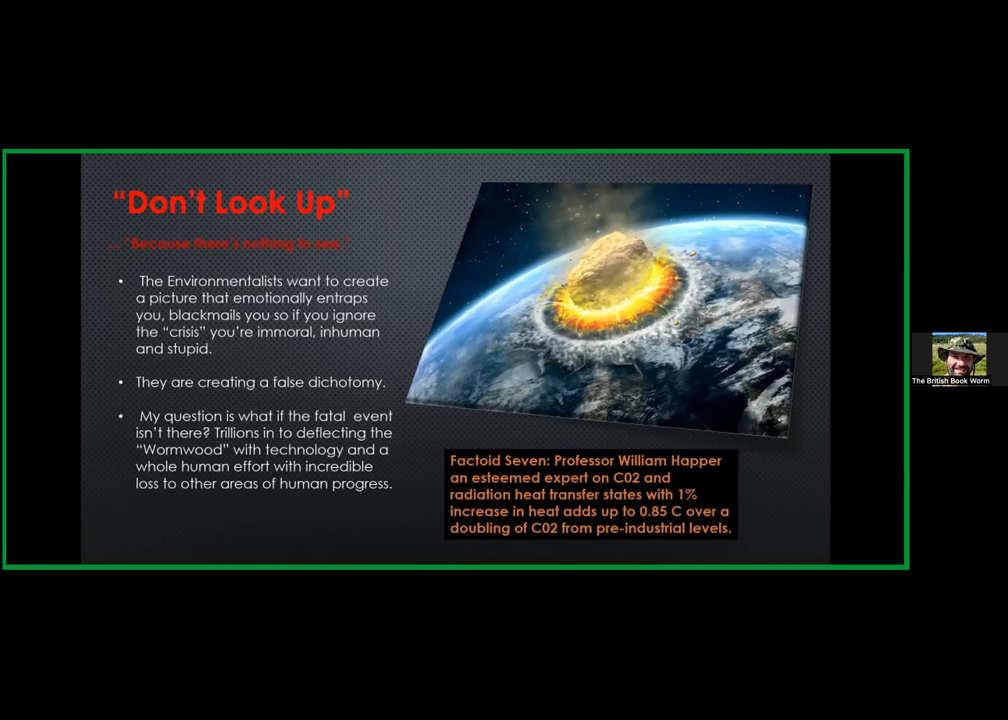 “Don’t Look Up”
... “Because there’s nothing to see.”
• The Environmentalists want to create
a picture that emotionally entraps
you, blackmails you so if you ignore
the “crisis” you’re immoral, inhuman
and stupid.
• They are creating a false dichotomy.
• My question is what if the fatal event
isn’t there? Trillions in to deflecting the
“Wormwood” with technology and a
whole human effort with incredible
loss to other areas of human progress.
Factoid Seven: Professor William Happer
an esteemed expert on C02 and
radiation heat transfer states with 1%
increase in heat adds up to 0.85 C over a
doubling of C02 from pre-industrial levels.
The British Book Worm